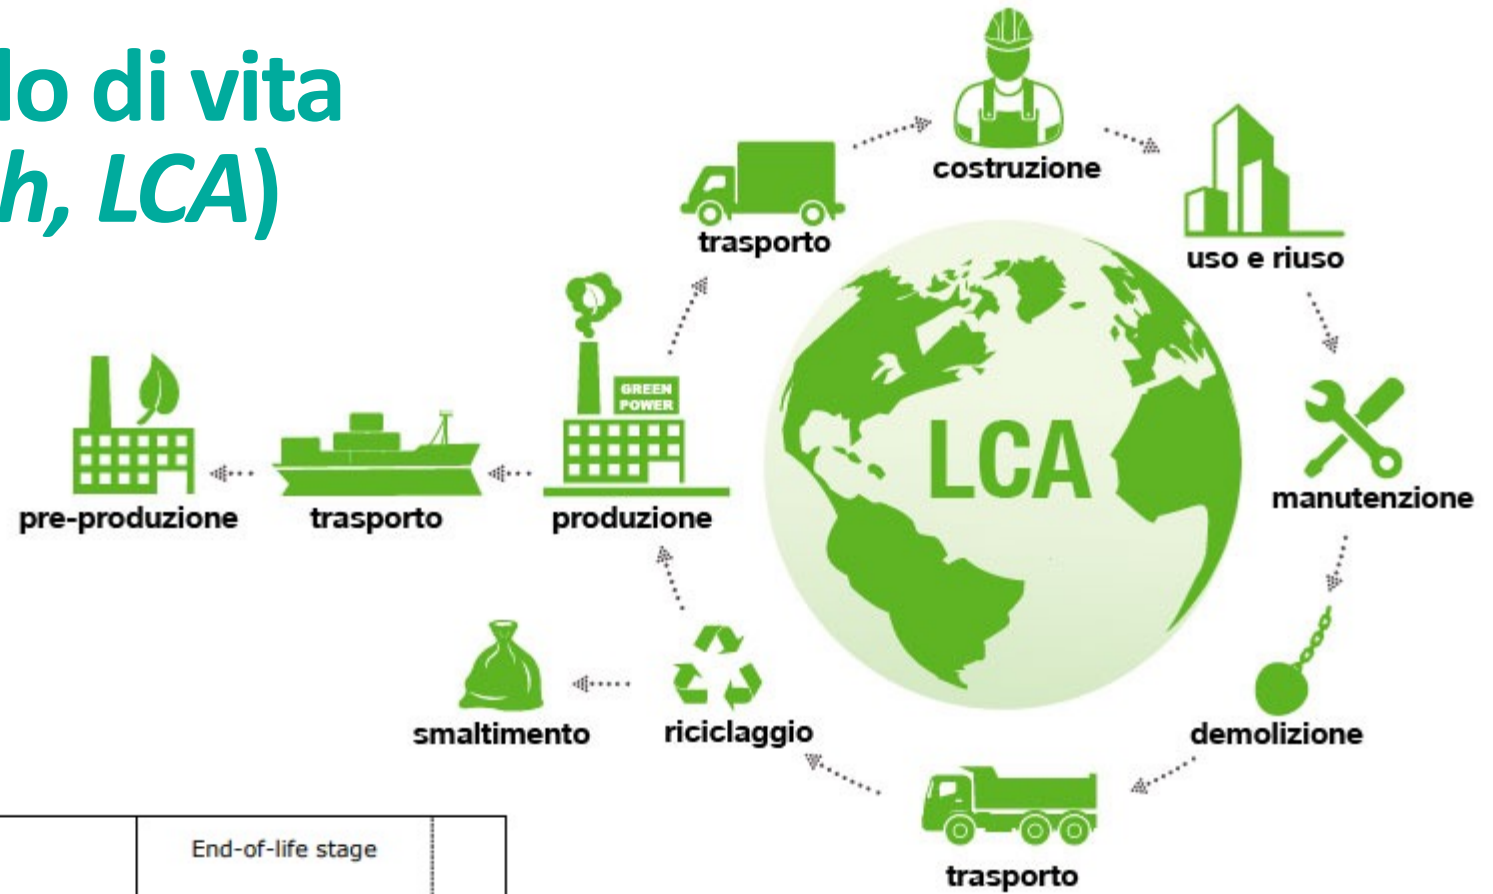 lo di vita
h, LCA)
costruzione
trasporto
uso e riuso
GREEN
POWER
LCA
manutenzione
pre-produzione
trasporto
produzione
smaltimento
riciclaggio
demolizione
End-of-life stage
trasporto